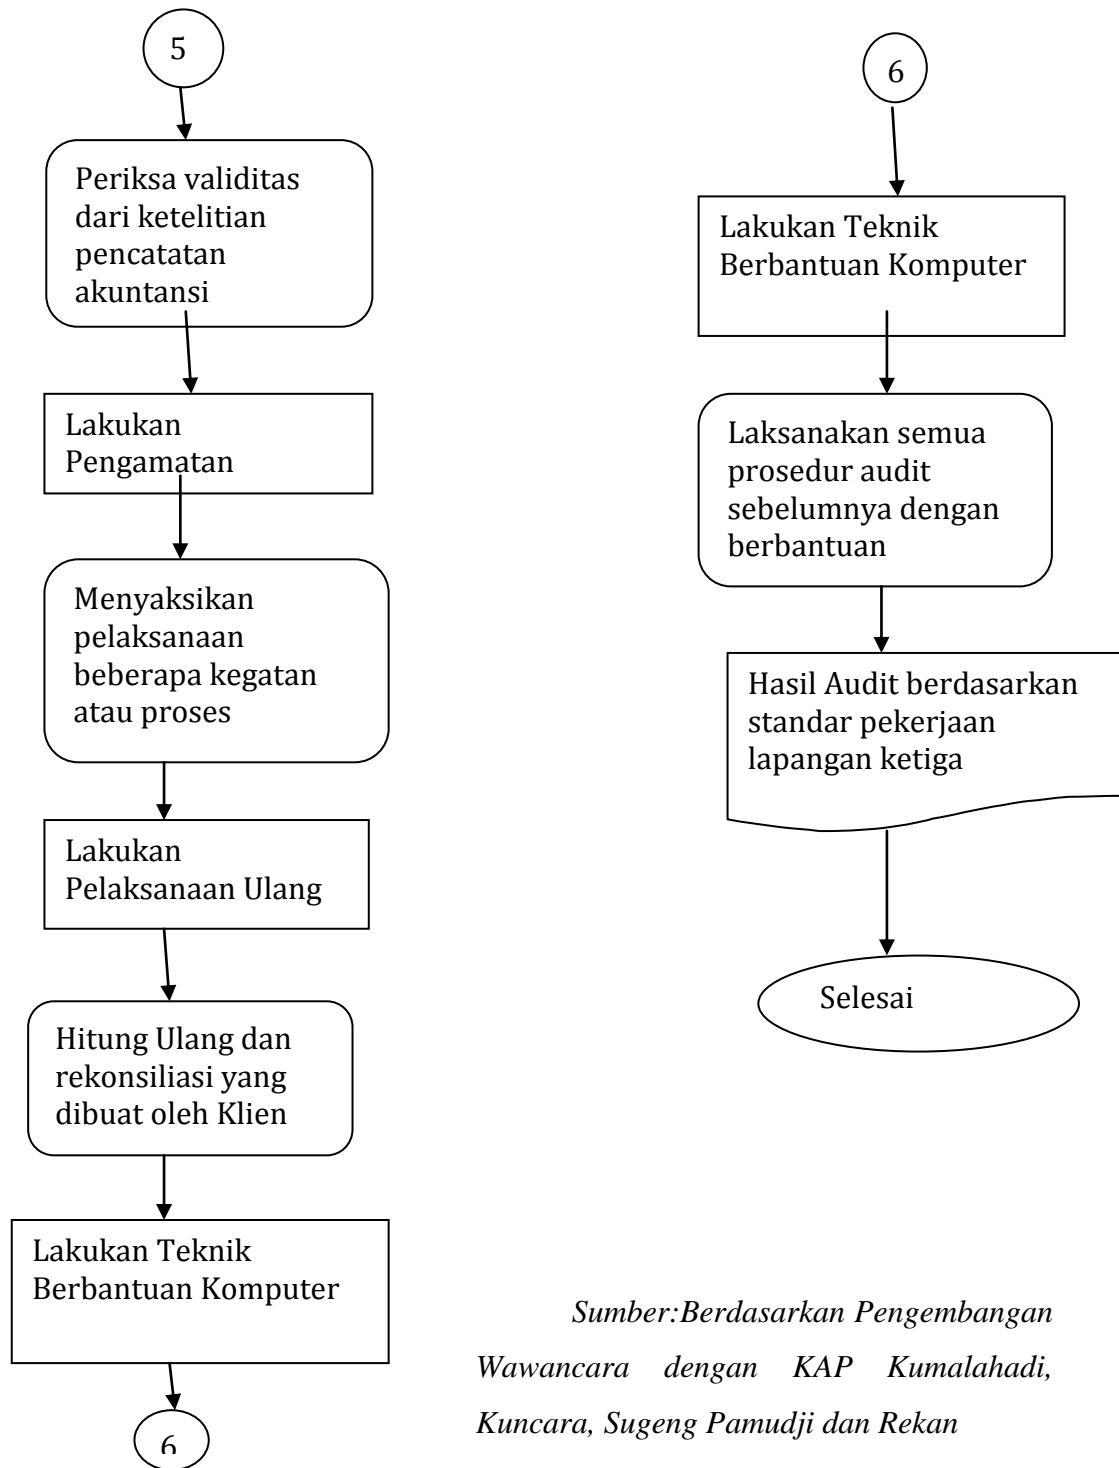 5
Periksa validitas
dari ketelitian
pencatatan
akuntansi
Lakukan
Pengamatan
Menyaksikan
pelaksanaan
beberapa kegatan
atau proses
Lakukan
Pelaksanaan Ulang
Hitung Ulang dan
rekonsiliasi yang
dibuat oleh Klien
Lakukan Teknik
Berbantuan Komputer
6
6
Lakukan Teknik
Berbantuan Komputer
Laksanakan semua
prosedur audit
sebelumnya dengan
berbantuan
Hasil Audit berdasarkan
standar pekerjaan
lapangan ketiga
Selesai
Sumber:Berdasarkan Pengembangan
Wawancara dengan KAP Kumalahadi,
Kuncara, Sugeng Pamudji dan Rekan